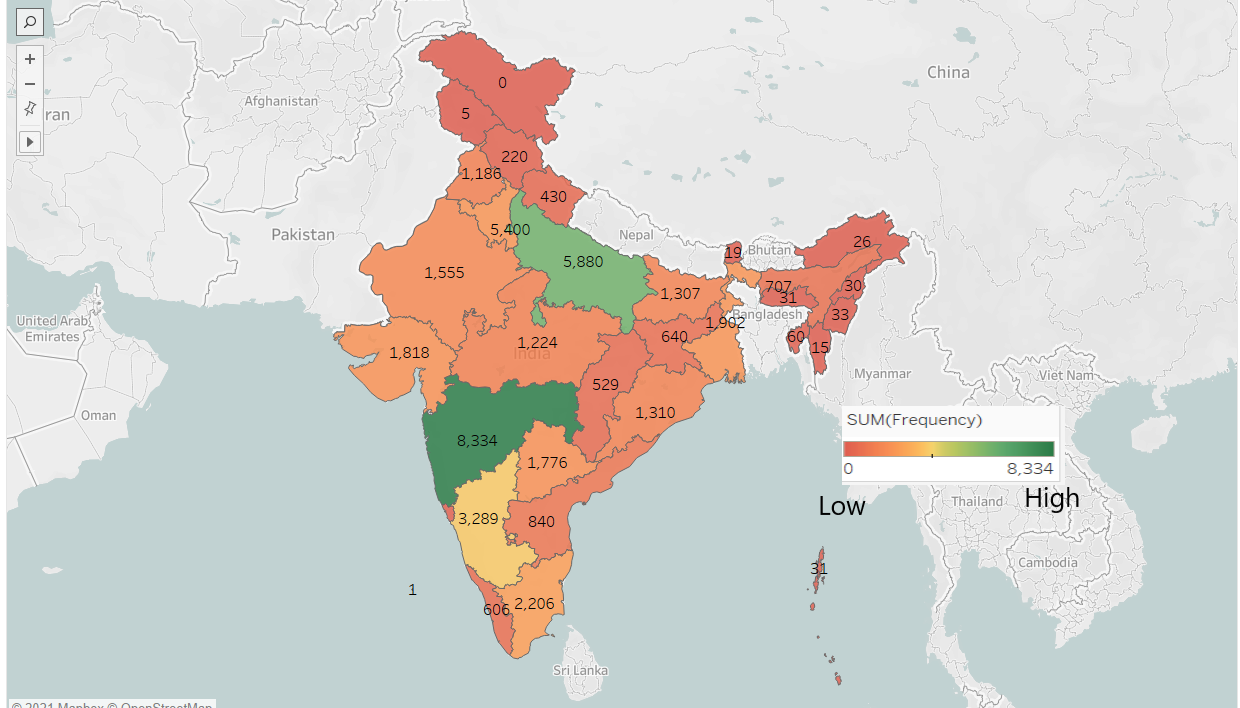 0
China
Afghanistan
ran
5
220
1,186
430
5,400
Pakistan
Nepal
26
19
Bhutan
5,880
1,555
1,307
707
30
31
United Arab
Emirates
Bangladesh
33
1,902
640
60
1,224
India
15
1,818
Myanmar
Viet Nam
529
Oman
1,310
SUM(Frequency)
8,334
1,776
0
8,334
Low
High
Thailand
3,289
840
Cambodia
31
1
606
2,206
Sri Lanka
© 2021 Mapbox © OpenStreetMap